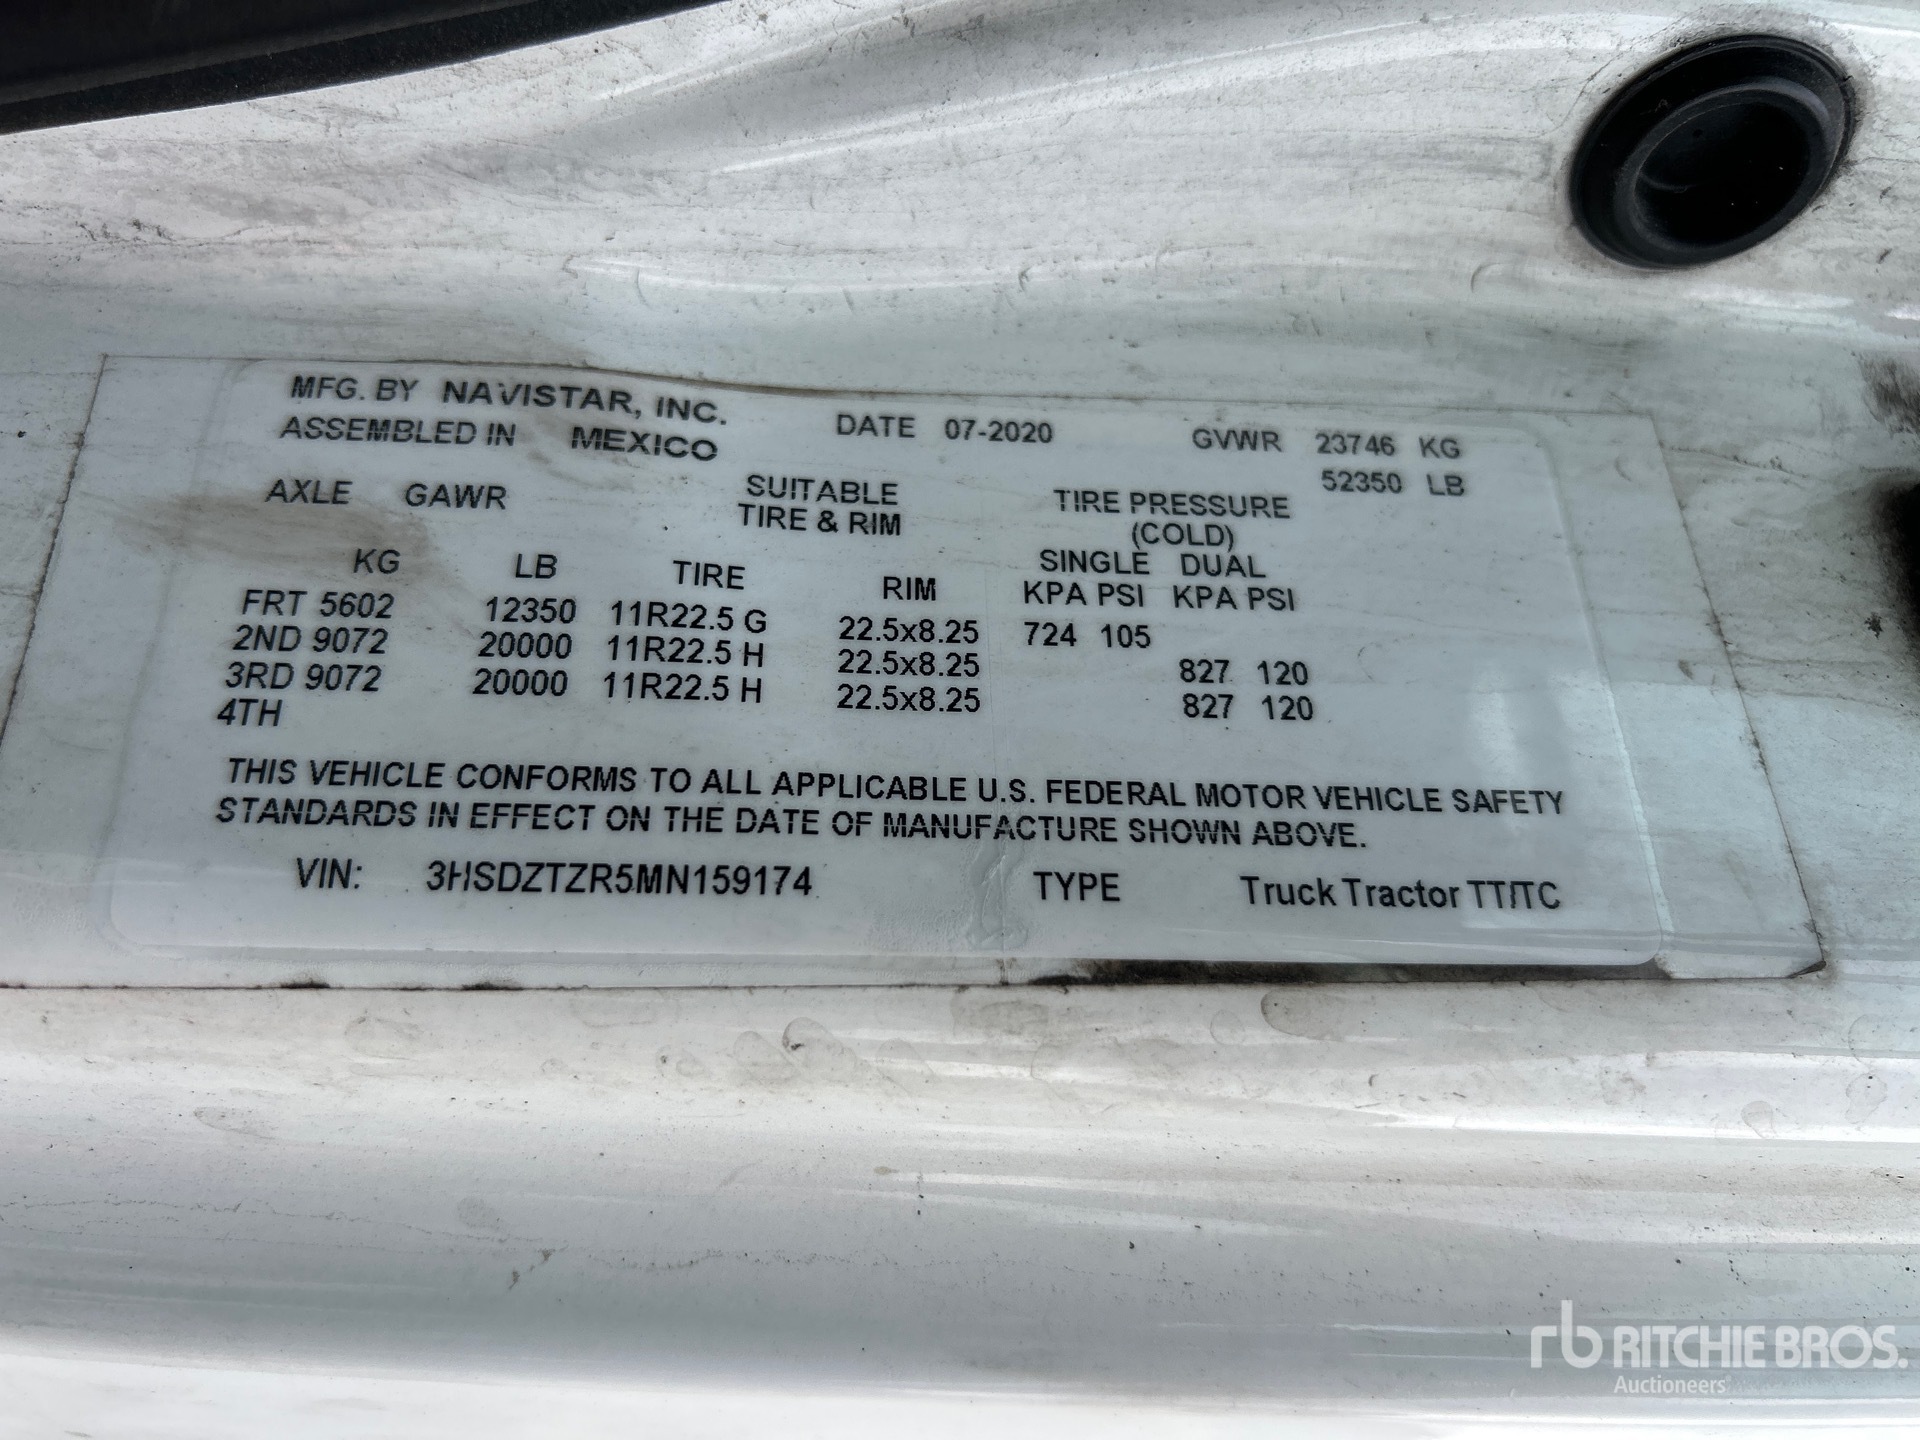 MFG. BY NAVISTAR, INC.
ASSEMBLED IN MEXICO
DATE 07-2020
GVWR 23746 KG
52350 LB
AXLE GAWR
SUITABLE
TIRE & RIM
TIRE PRESSURE
(COLD)
SINGLE DUAL
KG LB TIRE RIM KPA PSI KPA PSI
FRT 5602 12350 11R22.5 G 22.5x8.25 724 105
2ND 9072 20000 11R22.5 H 22.5x8.25 827 120
3RD 9072 20000 11R22.5 H 22.5x8.25 827 120
4TH
THIS VEHICLE CONFORMS TO ALL APPLICABLE U.S. FEDERAL MOTOR VEHICLE SAFETY
STANDARDS IN EFFECT ON THE DATE OF MANUFACTURE SHOWN ABOVE.
VIN: 3HSDZTZR5MN159174 TYPE Truck Tractor TT/TC
rb RITCHIE BROS.
Auctioneers